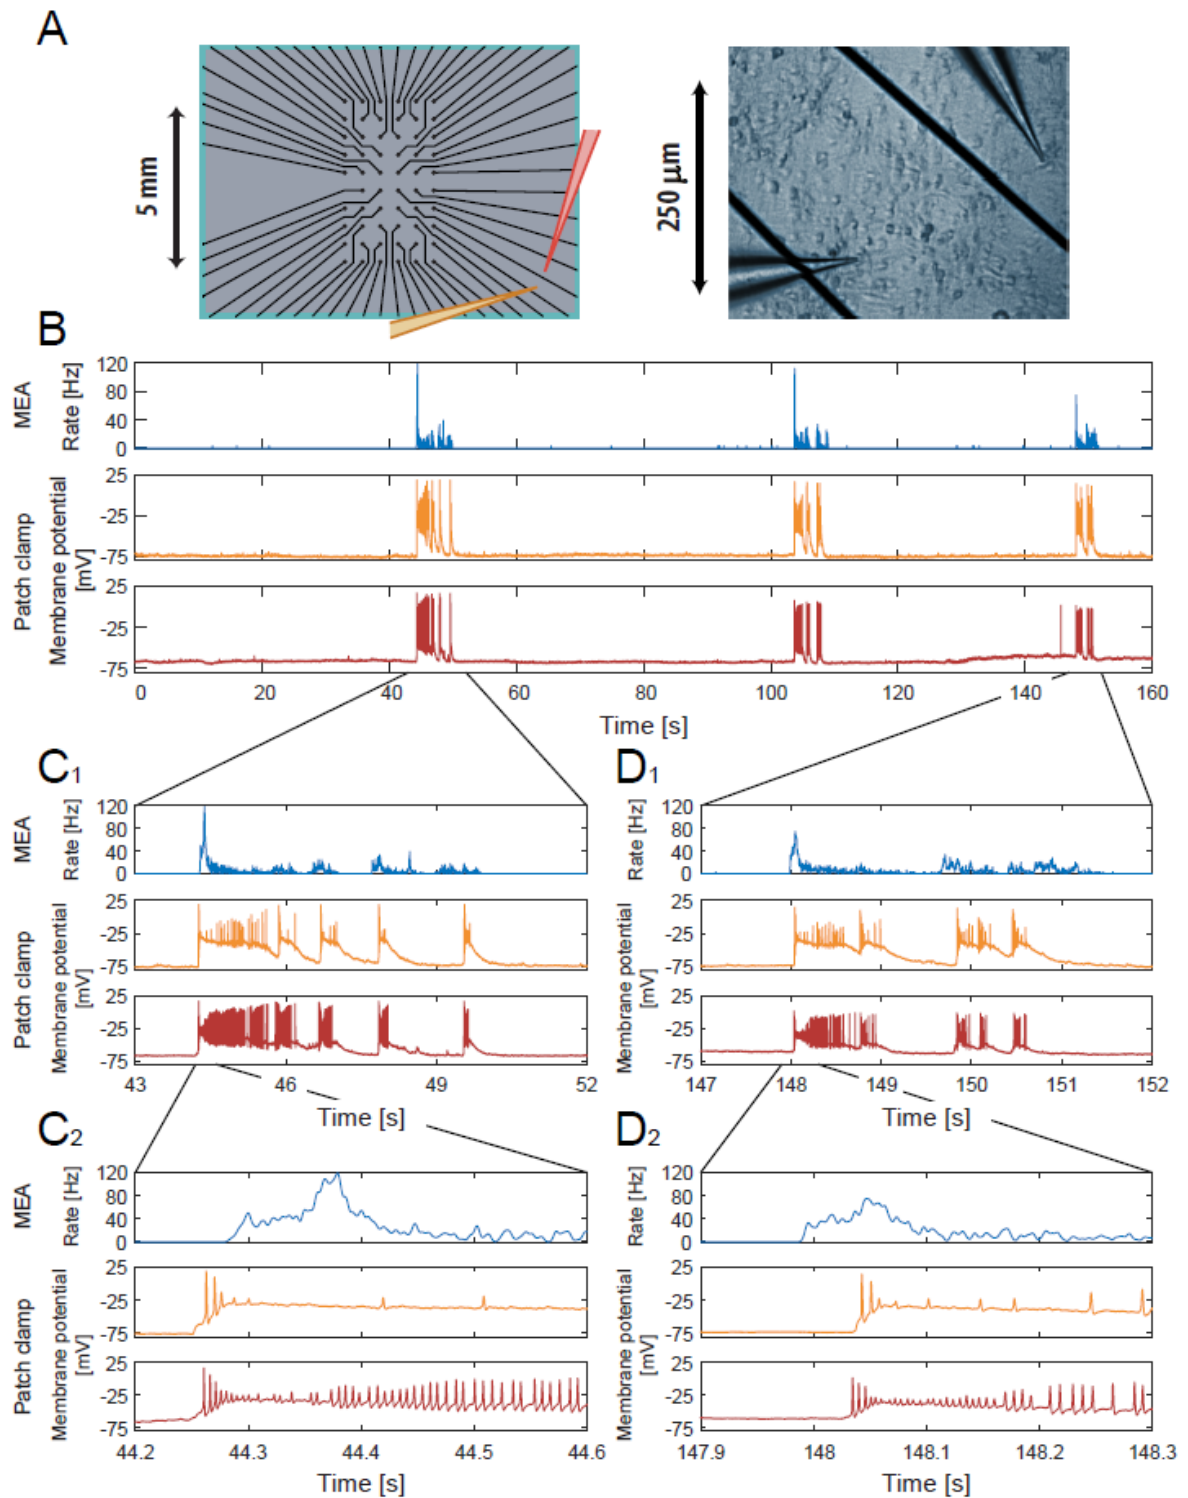 A
5 mm
250 μm
B
MEA
Rate [Hz]
120
80
40
0
Patch clamp
Membrane potential
[mV]
25
-25
-75
25
-25
-75
0 20 40 60 80 100 120 140 160
Time [s]
C1
MEA
Rate [Hz]
120
80
40
0
Patch clamp
Membrane potential
[mV]
25
-25
-75
25
-25
-75
43 46 49 52
Time [s]
D1
MEA
Rate [Hz]
120
80
40
0
Patch clamp
Membrane potential
[mV]
25
-25
-75
25
-25
-75
147 148 149 150 151 152
Time [s]
C2
MEA
Rate [Hz]
120
80
40
0
Patch clamp
Membrane potential
[mV]
25
-25
-75
25
-25
-75
44.2 44.3 44.4 44.5 44.6
Time [s]
D2
MEA
Rate [Hz]
120
80
40
0
Patch clamp
Membrane potential
[mV]
25
-25
-75
25
-25
-75
147.9 148 148.1 148.2 148.3
Time [s]